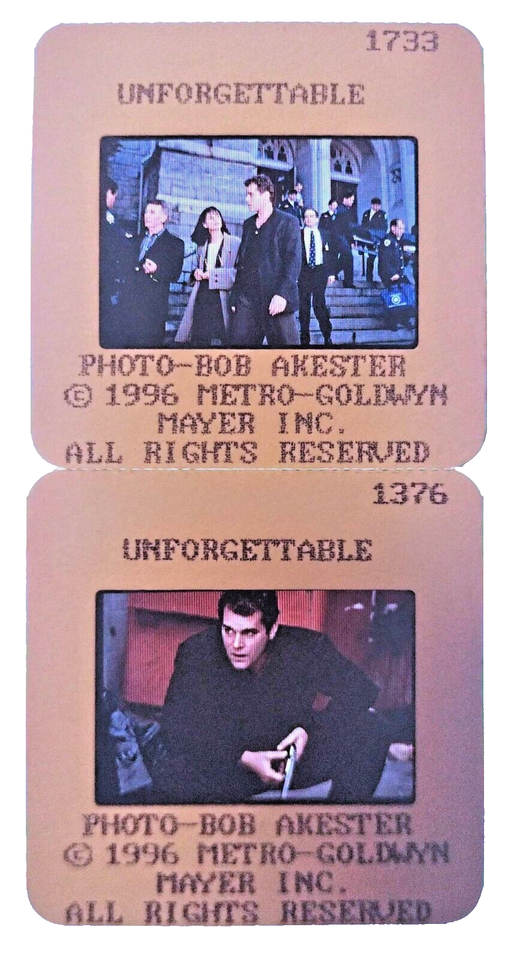 1733
UNFORGETTABLE
PHOTO-BOB AKESTER
© 1996 METRO-GOLDWYN
MAYER INC.
ALL RIGHTS RESERVED
1376
UNFORGETTABLE
PHOTO-BOB AKESTER
© 1996 METRO-GOLDWYN
MAYER INC.
ALL RIGHTS RESERVED